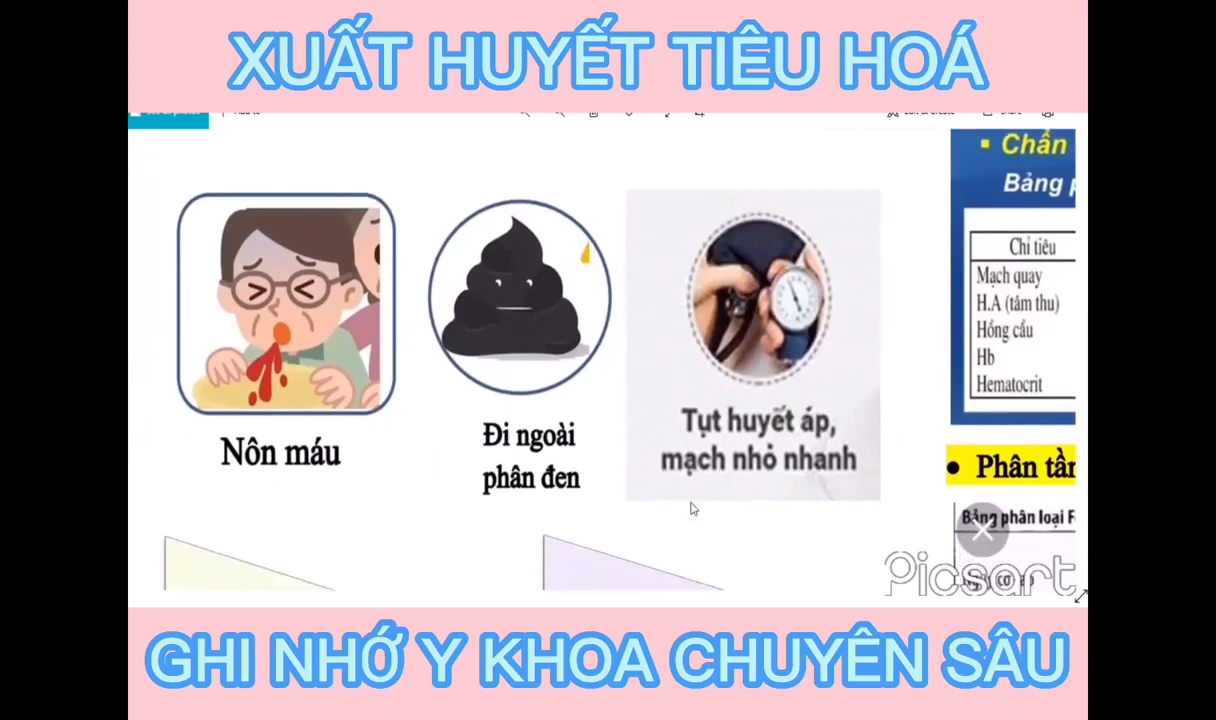 XUẤT HUYẾT TIÊU HOÁ
Chẩn
Bảng
Chỉ tiêu
Mạch quay
H.A (tâm thu)
Hồng cầu
Hb
Hematocrit
Nôn máu
Đi ngoài
phân đen
Tụt huyết áp,
mạch nhỏ nhanh
Phân tần
Bảng phân loại F
Picsart
GHI NHỚ Y KHOA CHUYÊN SÂU